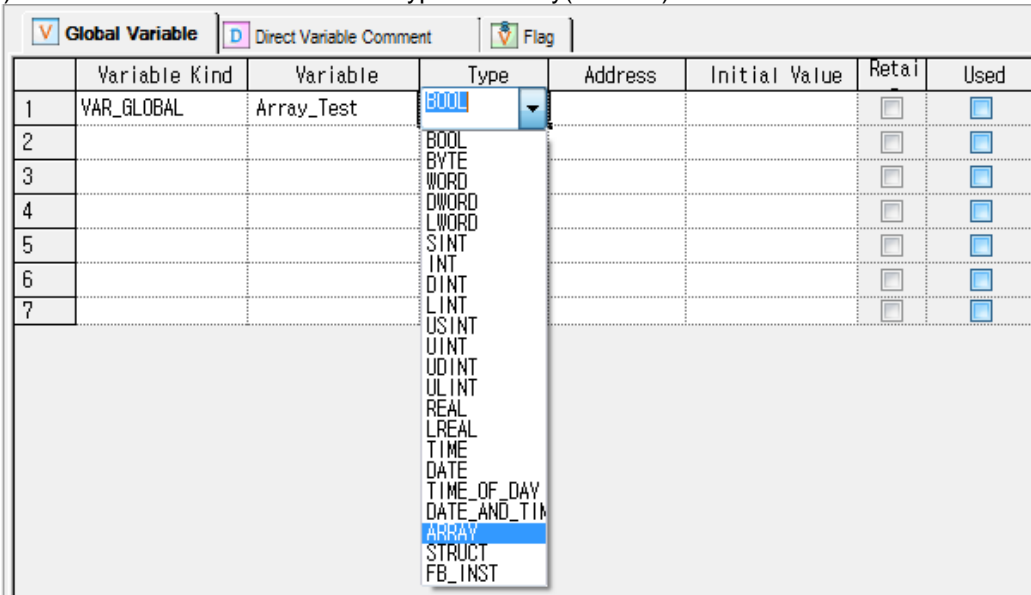 V Global Variable D Direct Variable Comment V Flag
Variable Kind Variable Type Address Initial Value Retai Used
1 VAR_GLOBAL Array_Test BOOL
2
3
4
5
6
7
BOOL
BYTE
WORD
DWORD
LWORD
SINT
INT
DINT
LINT
USINT
UINT
UDINT
ULINT
REAL
LREAL
TIME
DATE
TIME_OF_DAY
DATE_AND_TIM
ARRAY
STRUCT
FB_INST